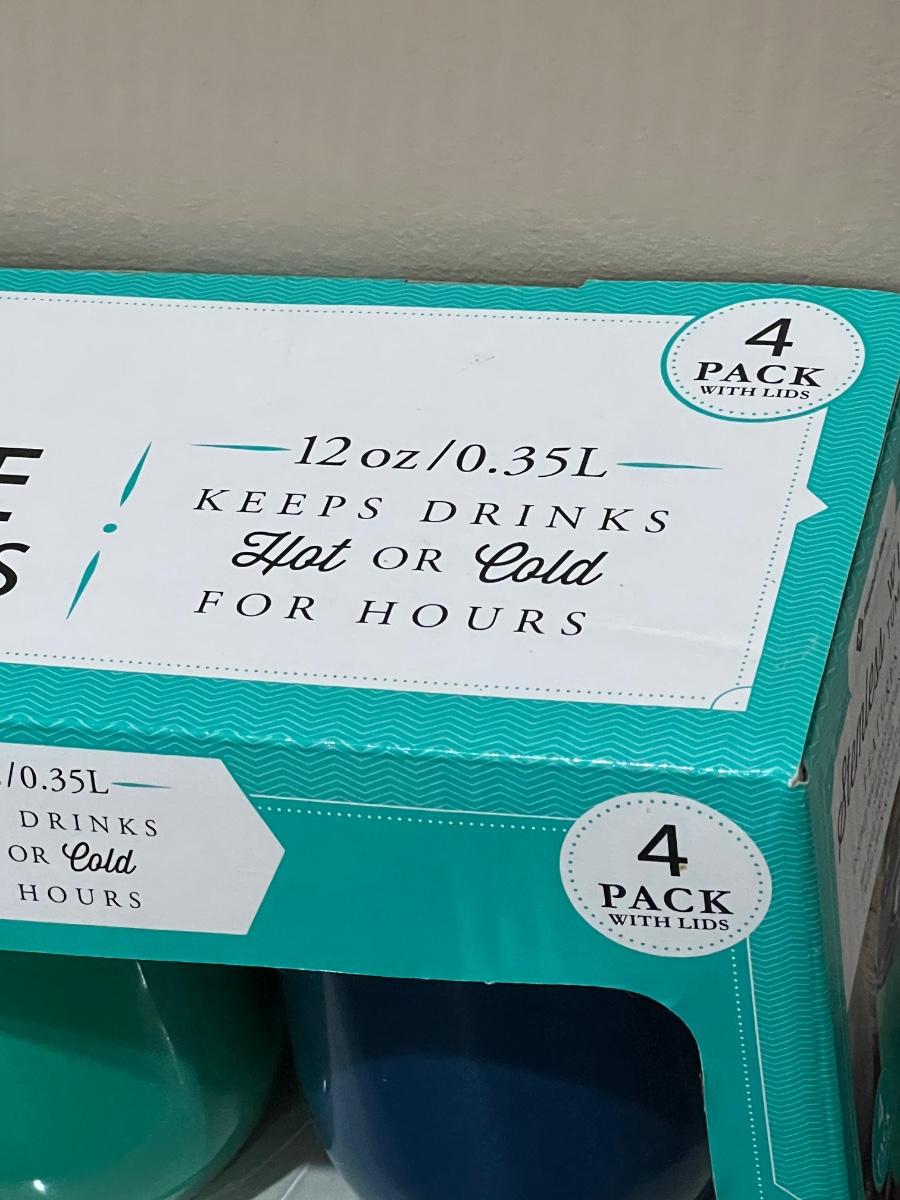 4
PACK
WITH LIDS
12 oz/0.35L
KEEPS DRINKS
Hot OR Cold
FOR HOURS
/0.35L
DRINKS
OR Cold
HOURS
4
PACK
WITH LIDS